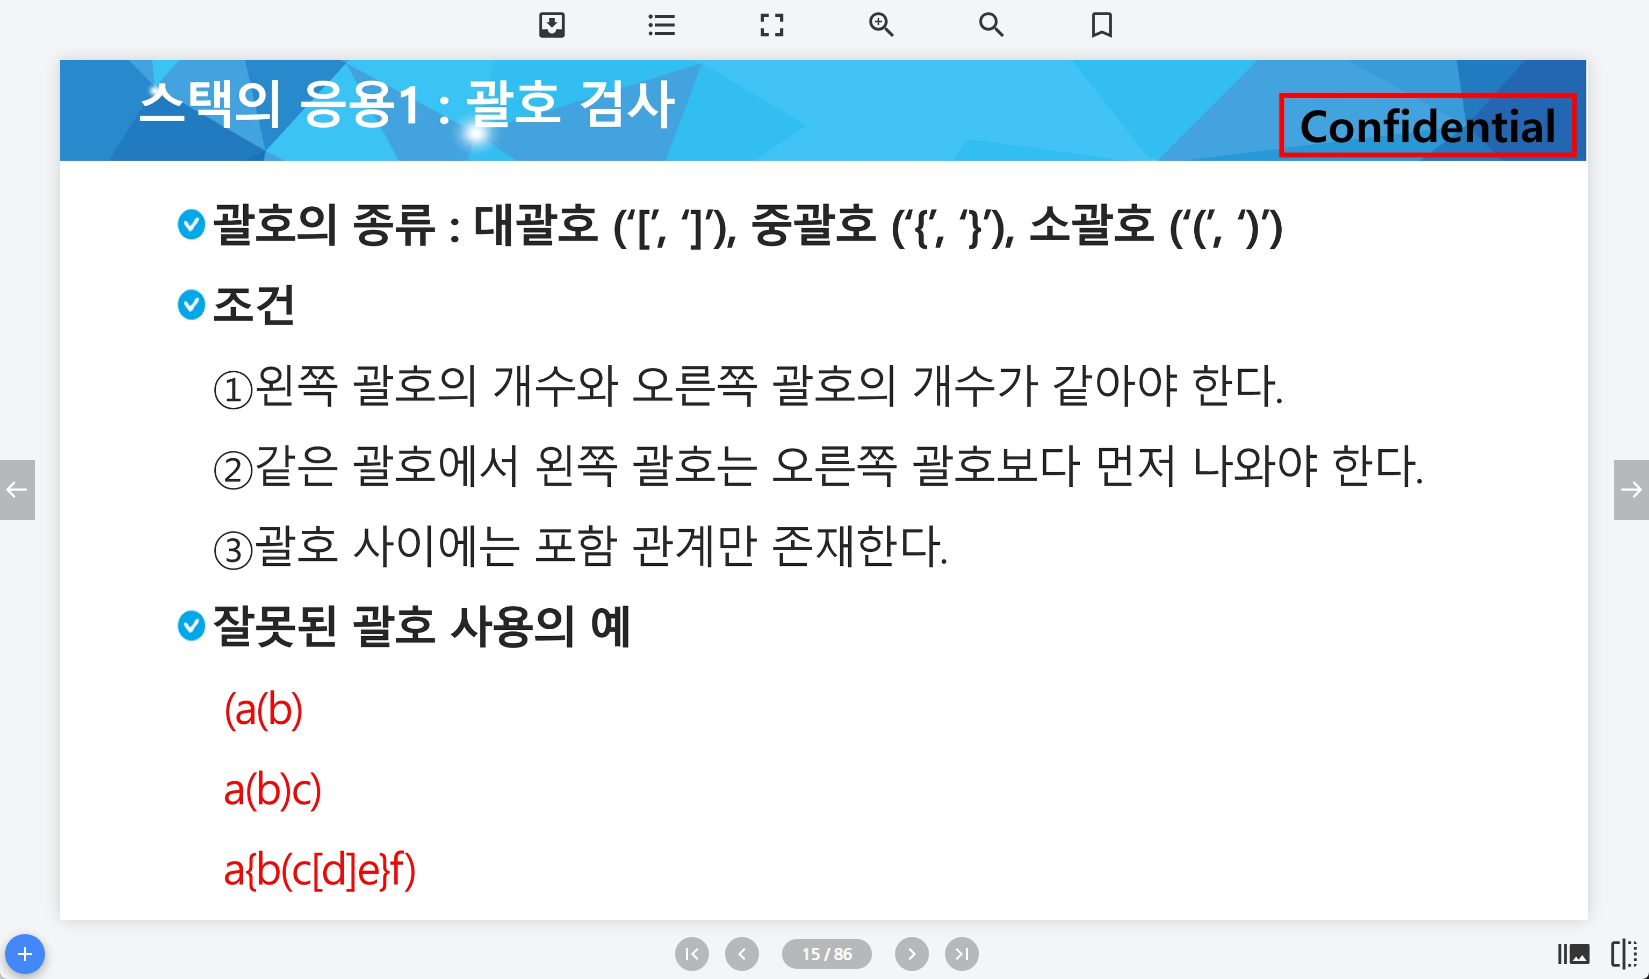 스택의 응용1 : 괄호 검사
Confidential
괄호의 종류 : 대괄호 (‘[’, ‘]’), 중괄호 (‘{’, ‘}’), 소괄호 (‘(’, ‘)’)
조건
①왼쪽 괄호의 개수와 오른쪽 괄호의 개수가 같아야 한다.
②같은 괄호에서 왼쪽 괄호는 오른쪽 괄호보다 먼저 나와야 한다.
③괄호 사이에는 포함 관계만 존재한다.
잘못된 괄호 사용의 예
(a(b)
a(b)c)
a{b(c[d]e}f)
15 / 86